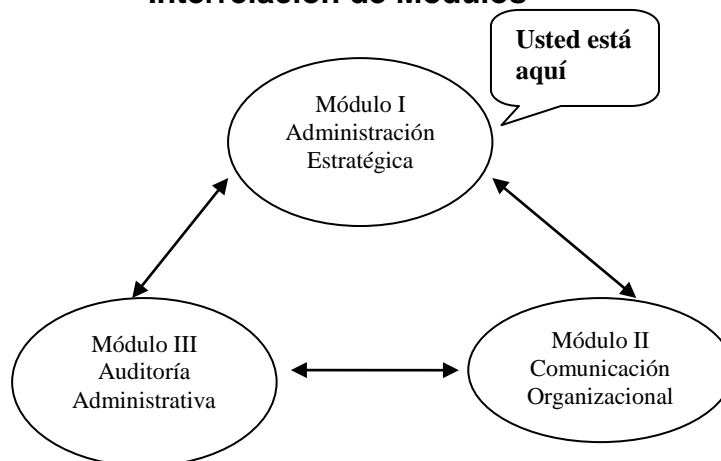 Interrelación de Módulos
Usted está
aquí
Módulo I
Administración
Estratégica
Módulo III
Auditoría
Administrativa
Módulo II
Comunicación
Organizacional